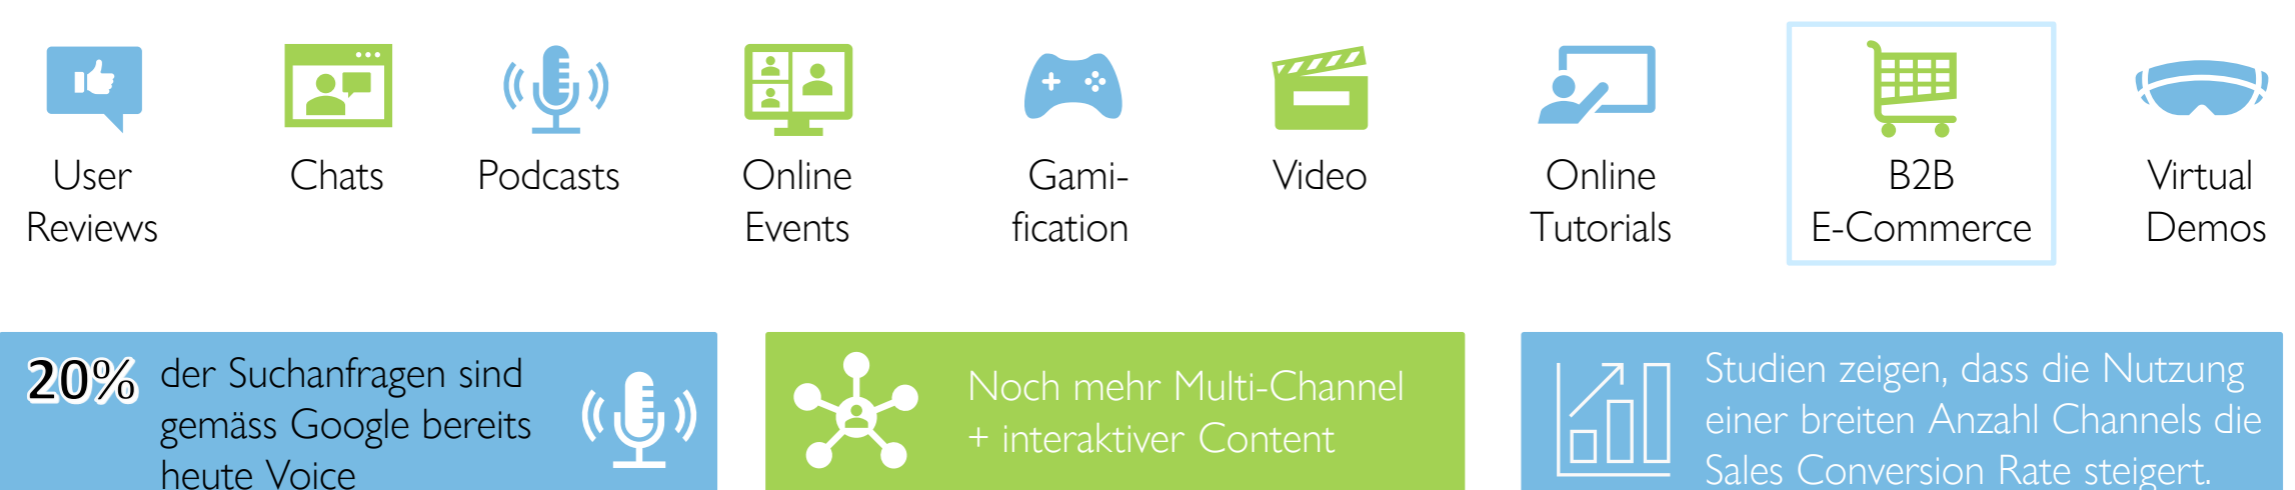 User
Reviews
Chats
Podcasts
Online
Events
Gami-
fication
Video
Online
Tutorials
B2B
E-Commerce
Virtual
Demos
20% der Suchanfragen sind
gemäss Google bereits
heute Voice
Noch mehr Multi-Channel
+ interaktiver Content
Studien zeigen, dass die Nutzung
einer breiten Anzahl Channels die
Sales Conversion Rate steigert.